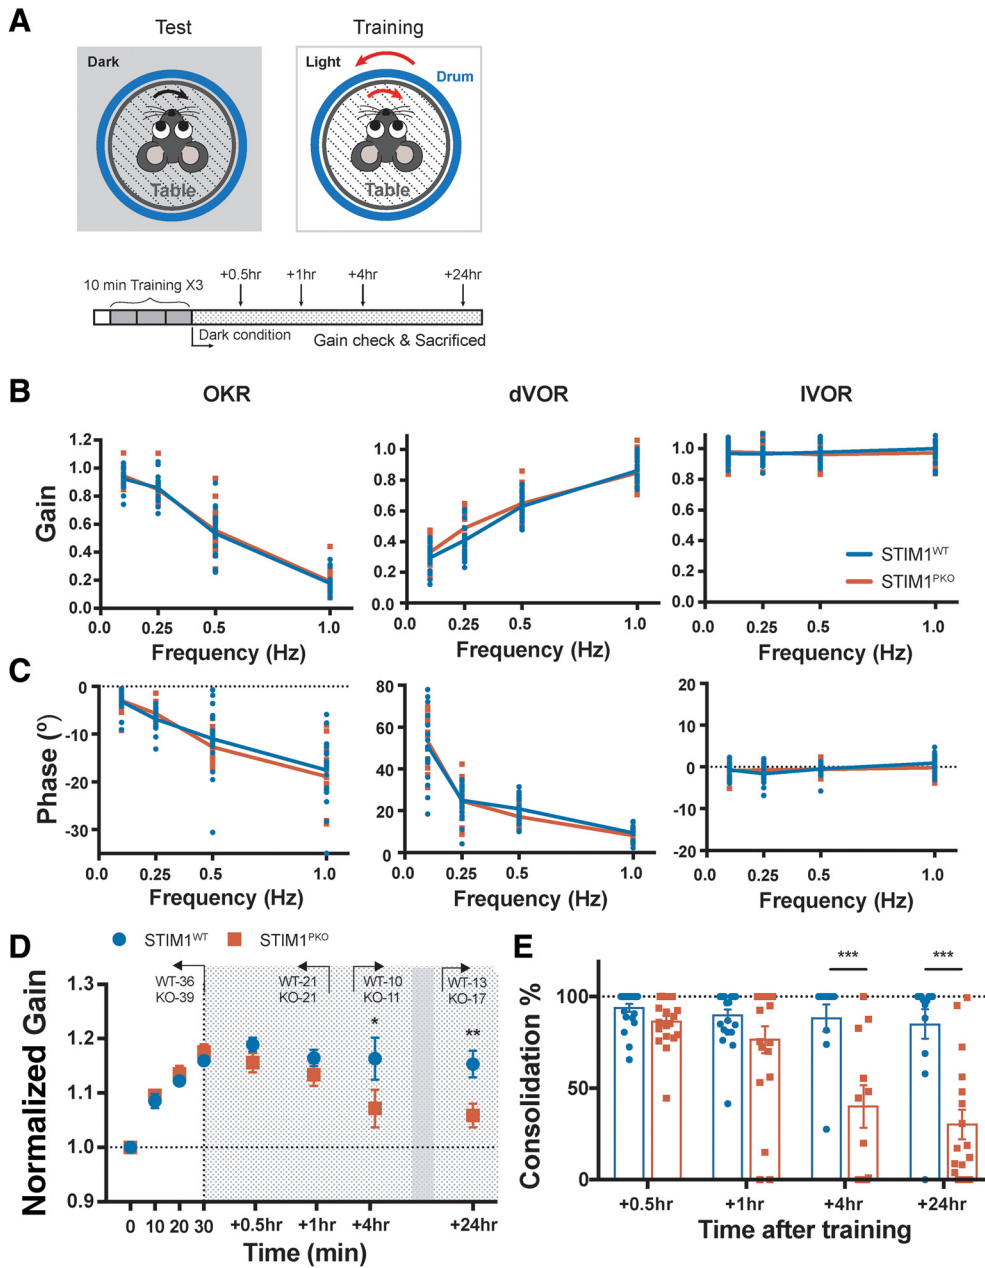 A
Test
Training
Dark
Table
Light
Drum
Table
10 min Training X3
+0.5hr
+1hr
+4hr
+24hr
Dark condition
Gain check & Sacrificed
B
OKR
dVOR
lVOR
Gain
1.2
1.0
0.8
0.6
0.4
0.2
0.0
0.0
0.25
0.5
1.0
Frequency (Hz)
1.0
0.8
0.6
0.4
0.2
0.0
0.0
0.25
0.5
1.0
Frequency (Hz)
1.0
0.8
0.6
0.4
0.2
0.0
STIM1WT
STIM1PKO
0.0
0.25
0.5
1.0
Frequency (Hz)
C
Phase (º)
0
-10
-20
-30
0.0
0.25
0.5
1.0
Frequency (Hz)
80
60
40
20
0
0.0
0.25
0.5
1.0
Frequency (Hz)
20
10
0
-10
-20
0.0
0.25
0.5
1.0
Frequency (Hz)
D
STIM1WT
STIM1PKO
Normalized Gain
1.3
1.2
1.1
1.0
0.9
WT-36
KO-39
WT-21
KO-21
WT-10
KO-11
WT-13
KO-17
*
**
0
10
20
30
+0.5hr
+1hr
+4hr
+24hr
Time (min)
E
Consolidation %
100
50
0
***
***
+0.5hr
+1hr
+4hr
+24hr
Time after training